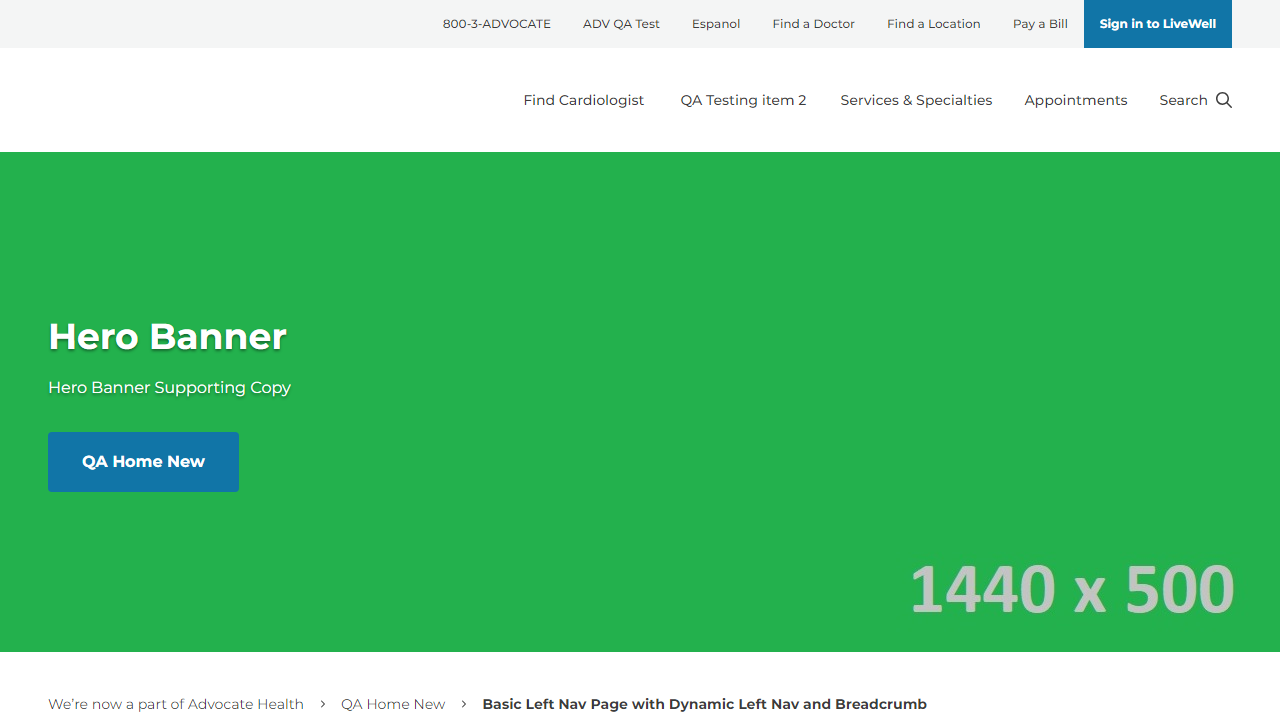 800-3-ADVOCATE ADV QA Test Espanol Find a Doctor Find a Location Pay a Bill Sign in to LiveWell
Find Cardiologist QA Testing item 2 Services & Specialties Appointments Search
Hero Banner
Hero Banner Supporting Copy
QA Home New
1440 x 500
We’re now a part of Advocate Health QA Home New Basic Left Nav Page with Dynamic Left Nav and Breadcrumb